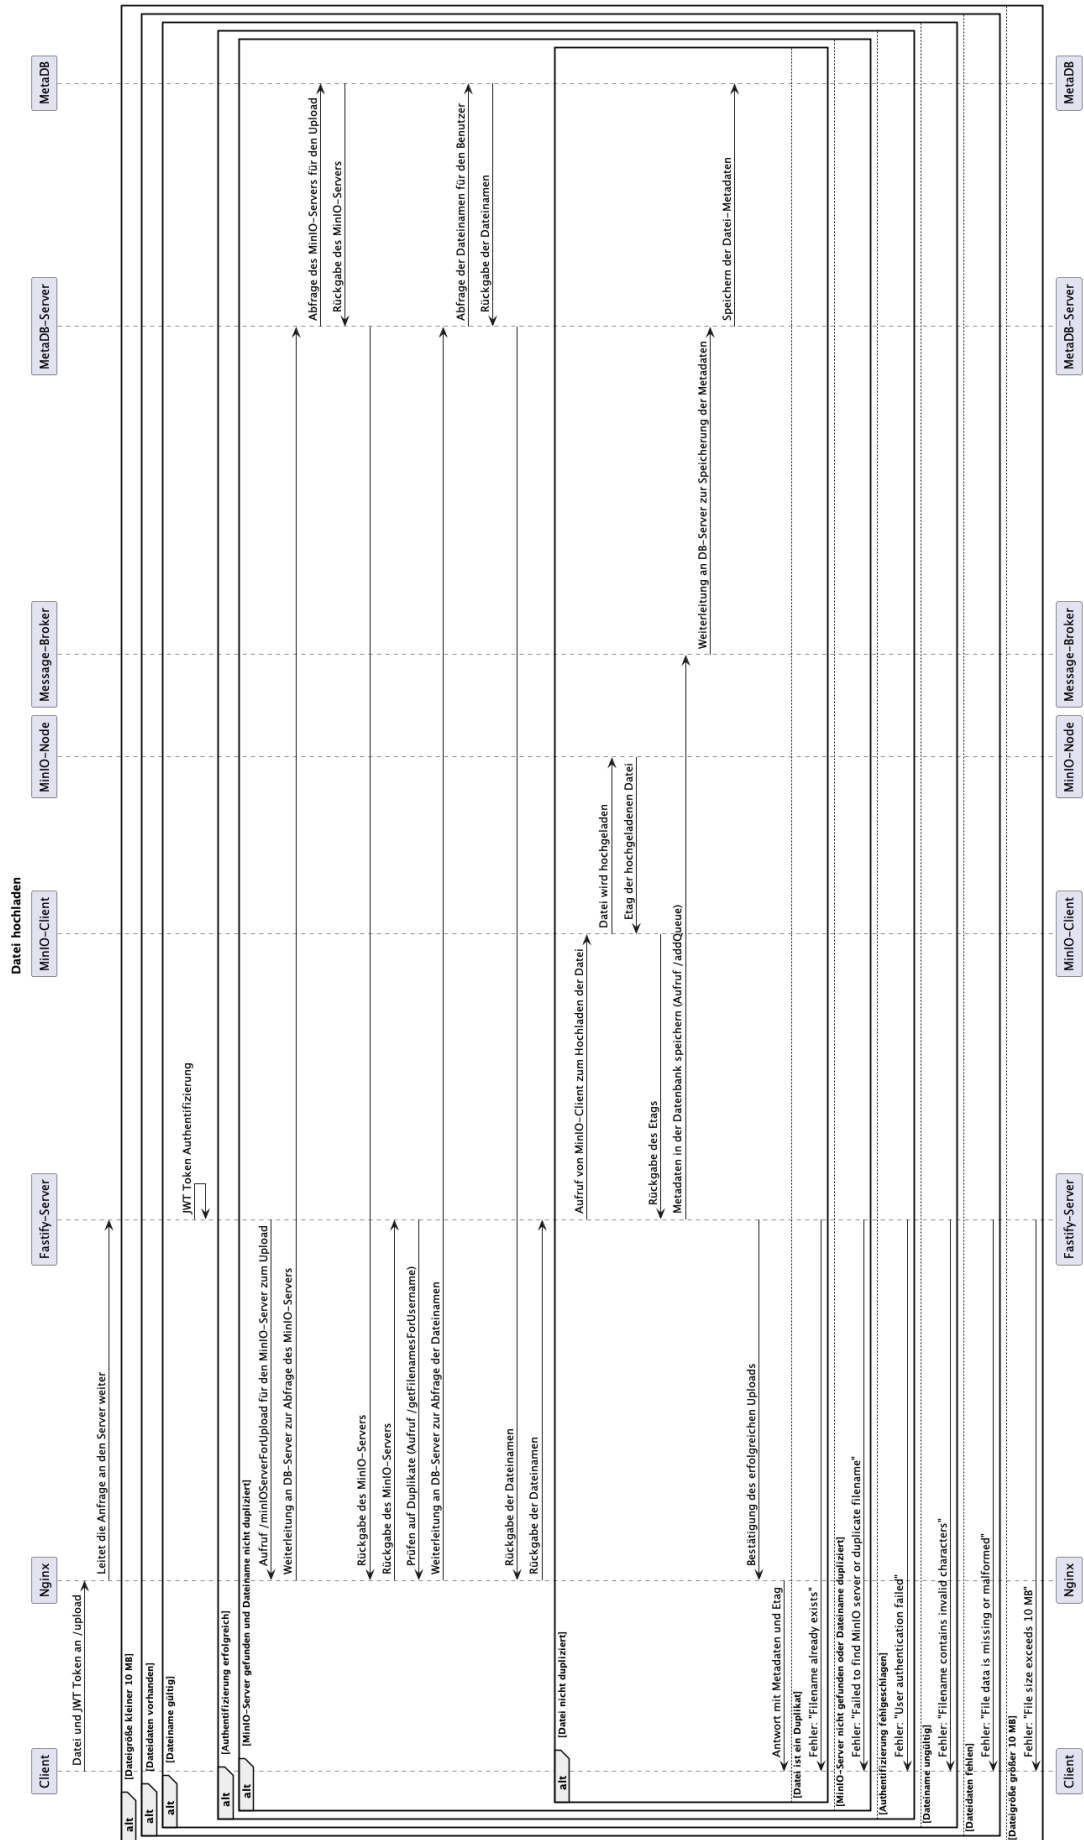 Datei hochladen
Client
Nginx
Fastify-Server
MinIO-Client
MinIO-Node
Message-Broker
MetaDB-Server
MetaDB
Datei und JWT Token an /upload
Leitet die Anfrage an den Server weiter
alt
[Dateigröße kleiner 10 MB]
alt
[Dateidaten vorhanden]
alt
[Dateiname gültig]
JWT Token Authentifizierung
alt
[Authentifizierung erfolgreich]
alt
[MinIO-Server gefunden und Dateiname nicht dupliziert]
Aufruf /minIOServerForUpload für den MinIO-Server zum Upload
Weiterleitung an DB-Server zur Abfrage des MinIO-Servers
Abfrage des MinIO-Servers für den Upload
Rückgabe des MinIO-Servers
Rückgabe des MinIO-Servers
Rückgabe des MinIO-Servers
Prüfen auf Duplikate (Aufruf /getFilenamesForUsername)
Weiterleitung an DB-Server zur Abfrage der Dateinamen
Abfrage der Dateinamen für den Benutzer
Rückgabe der Dateinamen
Rückgabe der Dateinamen
Rückgabe der Dateinamen
alt
[Datei nicht dupliziert]
Aufruf von MinIO-Client zum Hochladen der Datei
Datei wird hochgeladen
Etag der hochgeladenen Datei
Rückgabe des Etags
Metadaten in der Datenbank speichern (Aufruf /addQueue)
Weiterleitung an DB-Server zur Speicherung der Metadaten
Speichern der Datei-Metadaten
Bestätigung des erfolgreichen Uploads
Antwort mit Metadaten und Etag
[Datei ist ein Duplikat]
Fehler: "Filename already exists"
[MinIO-Server nicht gefunden oder Dateiname dupliziert]
Fehler: "Failed to find MinIO server or duplicate filename"
[Authentifizierung fehlgeschlagen]
Fehler: "User authentication failed"
[Dateiname ungültig]
Fehler: "Filename contains invalid characters"
[Dateidaten fehlen]
Fehler: "File data is missing or malformed"
[Dateigröße größer 10 MB]
Fehler: "File size exceeds 10 MB"
Client
Nginx
Fastify-Server
MinIO-Client
MinIO-Node
Message-Broker
MetaDB-Server
MetaDB